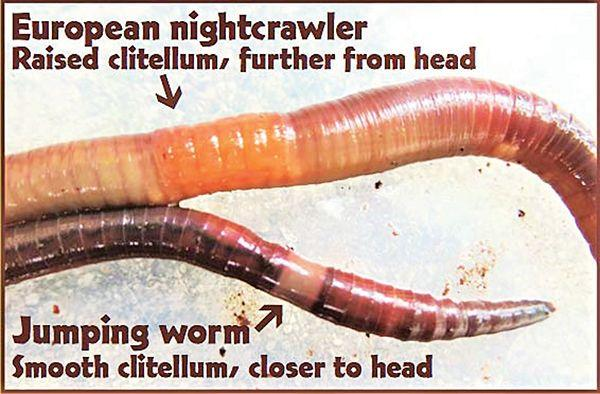 European nightcrawler
Raised clitellum, further from head
Jumping worm
Smooth clitellum, closer to head